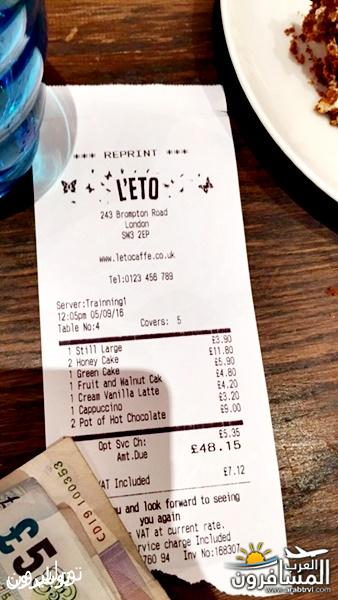 *** REPRINT ***
L'ETO
243 Brompton Road
London
SW3 2EP
www.letocaffe.co.uk
Tel:0123 456 789
Server:Trainning1
12:05pm 05/09/16
Table No:4 Covers: 5
1 Still Large £3.90
2 Honey Cake £11.80
1 Green Cake £5.90
1 Fruit and Walnut Cak £4.80
1 Cream Vanilla Latte £4.20
1 Cappuccino £3.20
2 Pot of Hot Chocolate £9.00
Opt Svc Ch: £5.35
Amt.Due £48.15
VAT Included £7.12
you and look forward to seeing
you again
VAT at current rate.
rvice charge Included
760 94 Inv No:168307
CD19 100353
£5
العرب
المسافرون
www.arabtrvl.com